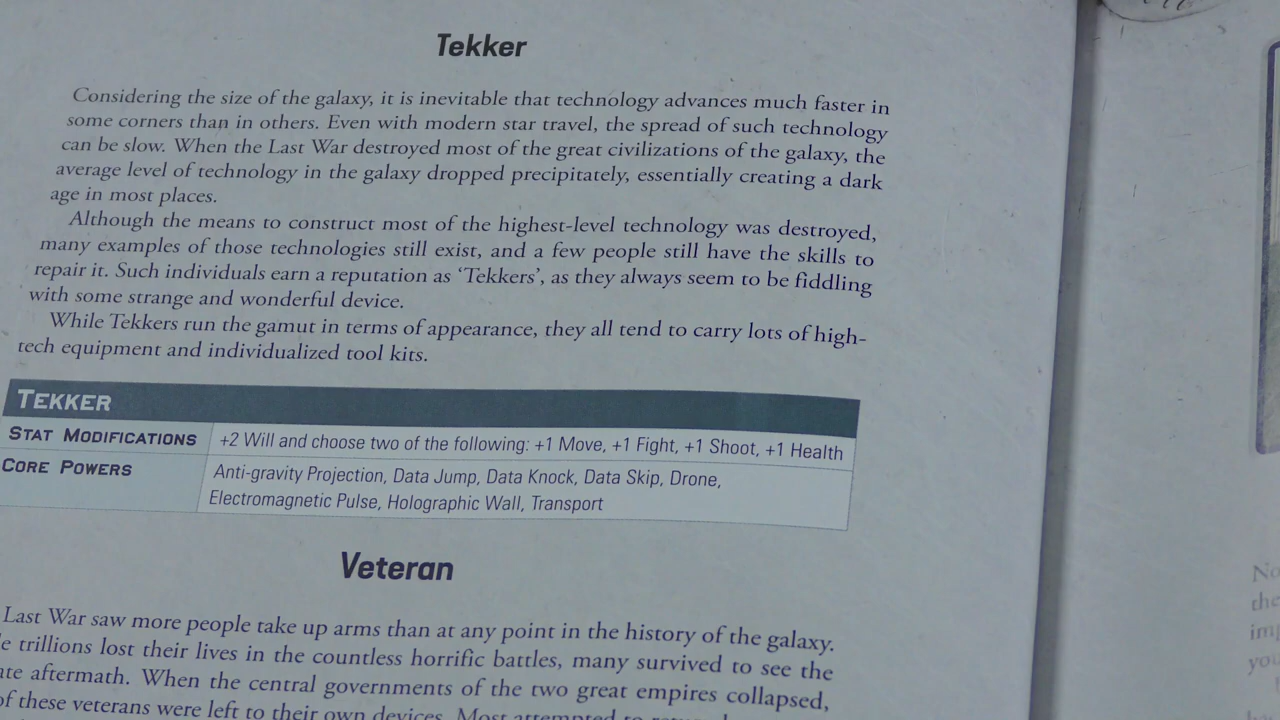 Tekker
Considering the size of the galaxy, it is inevitable that technology advances much faster in
some corners than in others. Even with modern star travel, the spread of such technology
can be slow. When the Last War destroyed most of the great civilizations of the galaxy, the
average level of technology in the galaxy dropped precipitately, essentially creating a dark
age in most places.
Although the means to construct most of the highest-level technology was destroyed,
many examples of those technologies still exist, and a few people still have the skills to
repair it. Such individuals earn a reputation as ‘Tekkers’, as they always seem to be fiddling
with some strange and wonderful device.
While Tekkers run the gamut in terms of appearance, they all tend to carry lots of high-
tech equipment and individualized tool kits.
TEKKER
STAT MODIFICATIONS +2 Will and choose two of the following: +1 Move, +1 Fight, +1 Shoot, +1 Health
CORE POWERS Anti-gravity Projection, Data Jump, Data Knock, Data Skip, Drone,
Electromagnetic Pulse, Holographic Wall, Transport
Veteran
Last War saw more people take up arms than at any point in the history of the galaxy.
trillions lost their lives in the countless horrific battles, many survived to see the
aftermath. When the central governments of the two great empires collapsed,
of these veterans were left to their own devices. Most attempted to